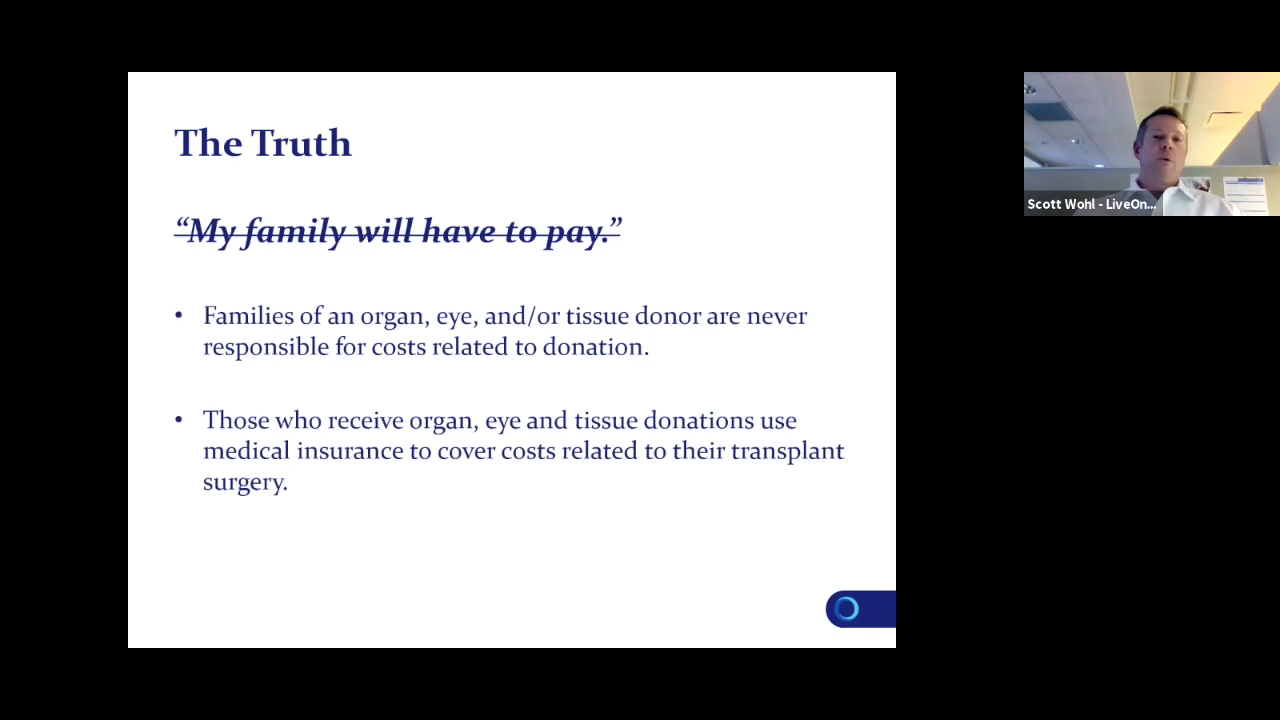 The Truth
“My family will have to pay.”
• Families of an organ, eye, and/or tissue donor are never
responsible for costs related to donation.
• Those who receive organ, eye and tissue donations use
medical insurance to cover costs related to their transplant
surgery.
Scott Wohl - LiveOn...